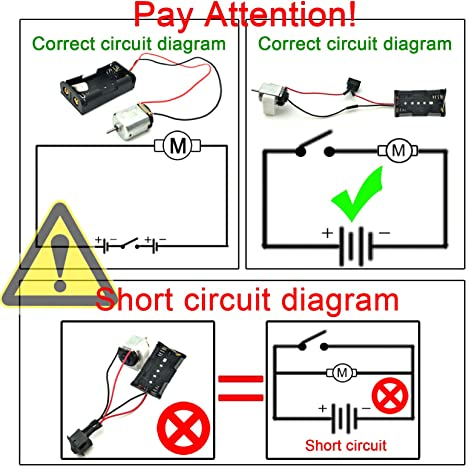 Pay Attention!
Correct circuit diagram
Correct circuit diagram
M
M
+ − + −
+ −
!
Short circuit diagram
M
+ −
Short circuit